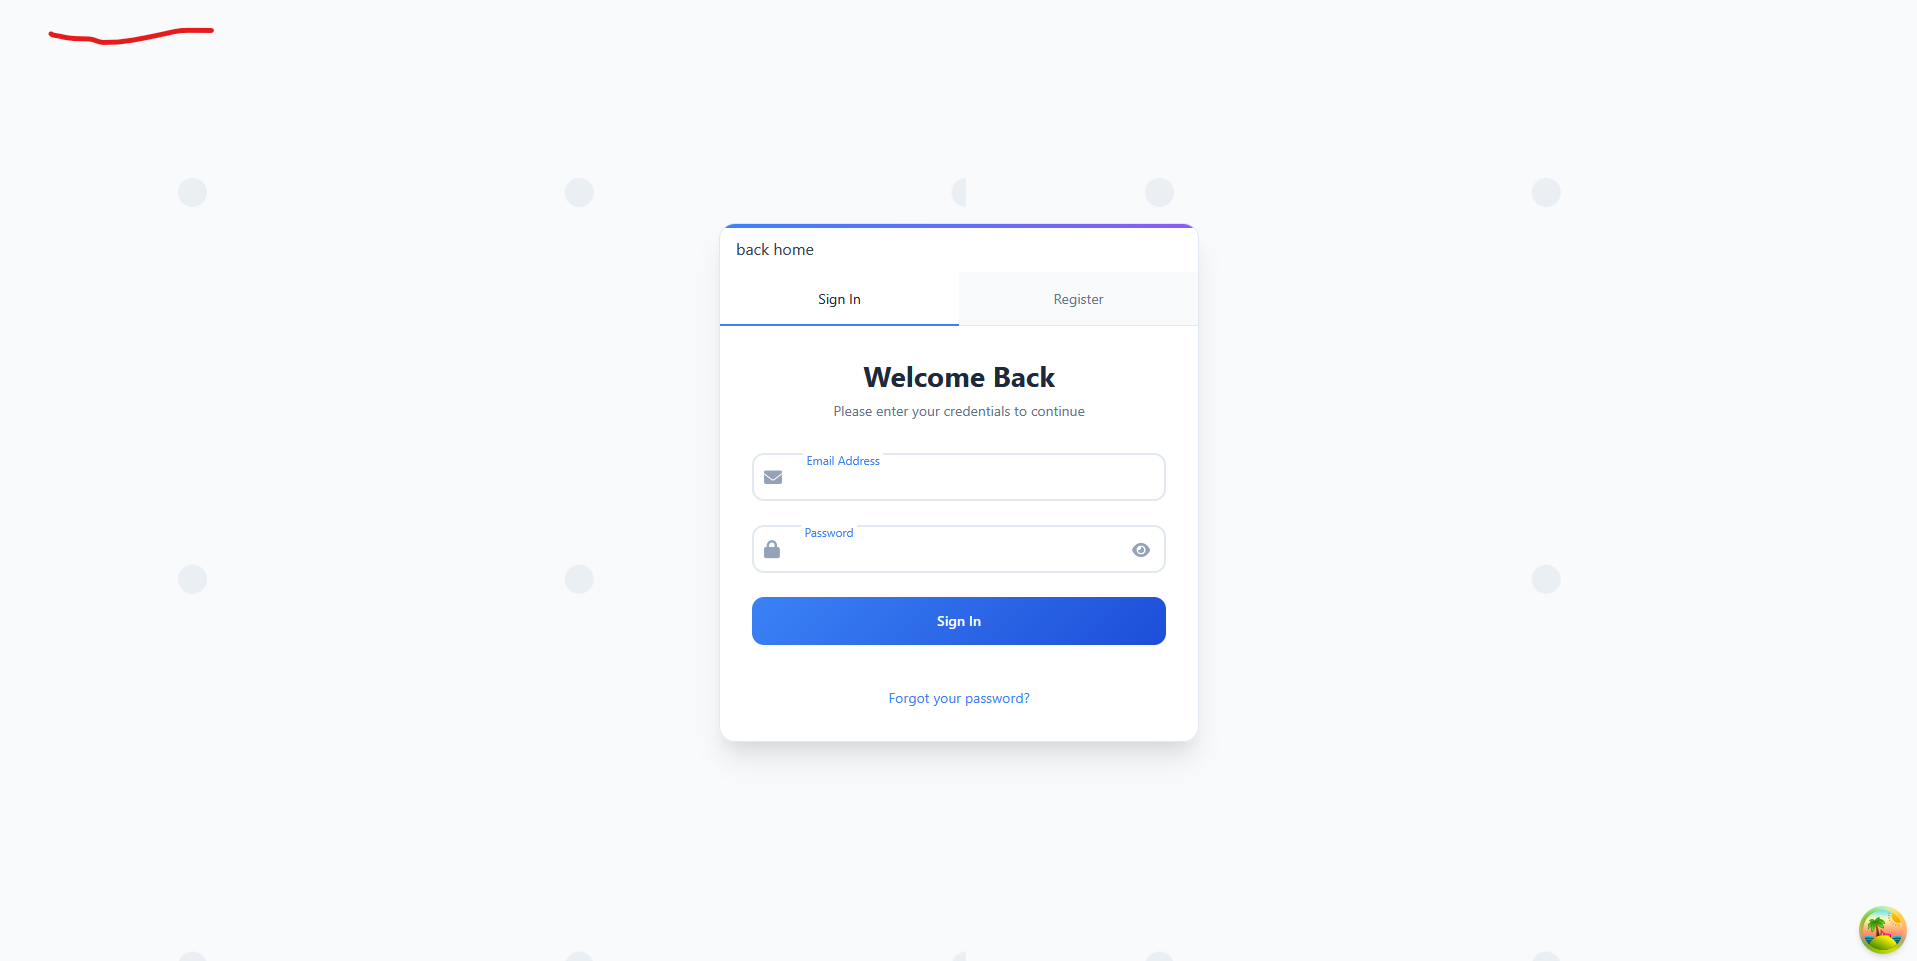 back home
Sign In
Register
Welcome Back
Please enter your credentials to continue
Email Address
Password
Sign In
Forgot your password?